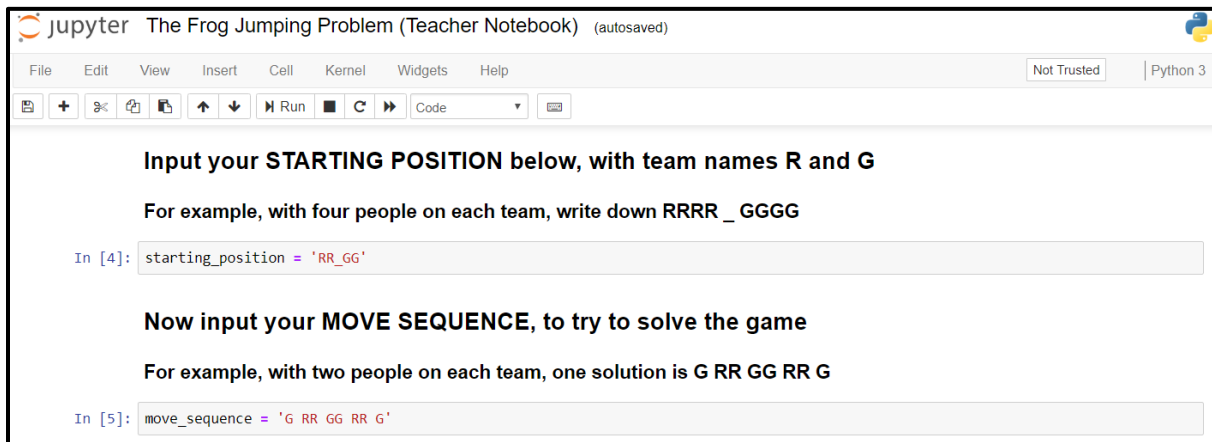 jupyter The Frog Jumping Problem (Teacher Notebook) (autosaved)
File Edit View Insert Cell Kernel Widgets Help Not Trusted Python 3
Run Code
Input your STARTING POSITION below, with team names R and G
For example, with four people on each team, write down RRRR _ GGGG
In [4]: starting_position = 'RR_GG'
Now input your MOVE SEQUENCE, to try to solve the game
For example, with two people on each team, one solution is G RR GG RR G
In [5]: move_sequence = 'G RR GG RR G'